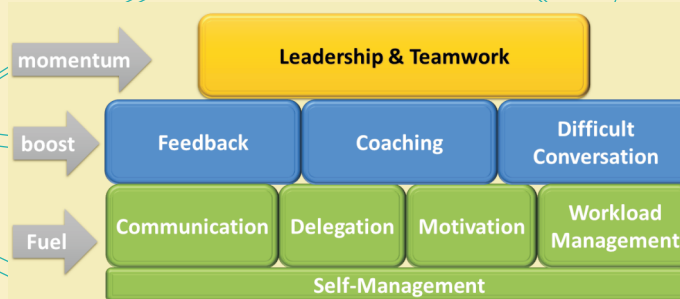 momentum
Leadership & Teamwork
boost
Feedback
Coaching
Difficult
Conversation
Fuel
Communication
Delegation
Motivation
Workload
Management
Self-Management